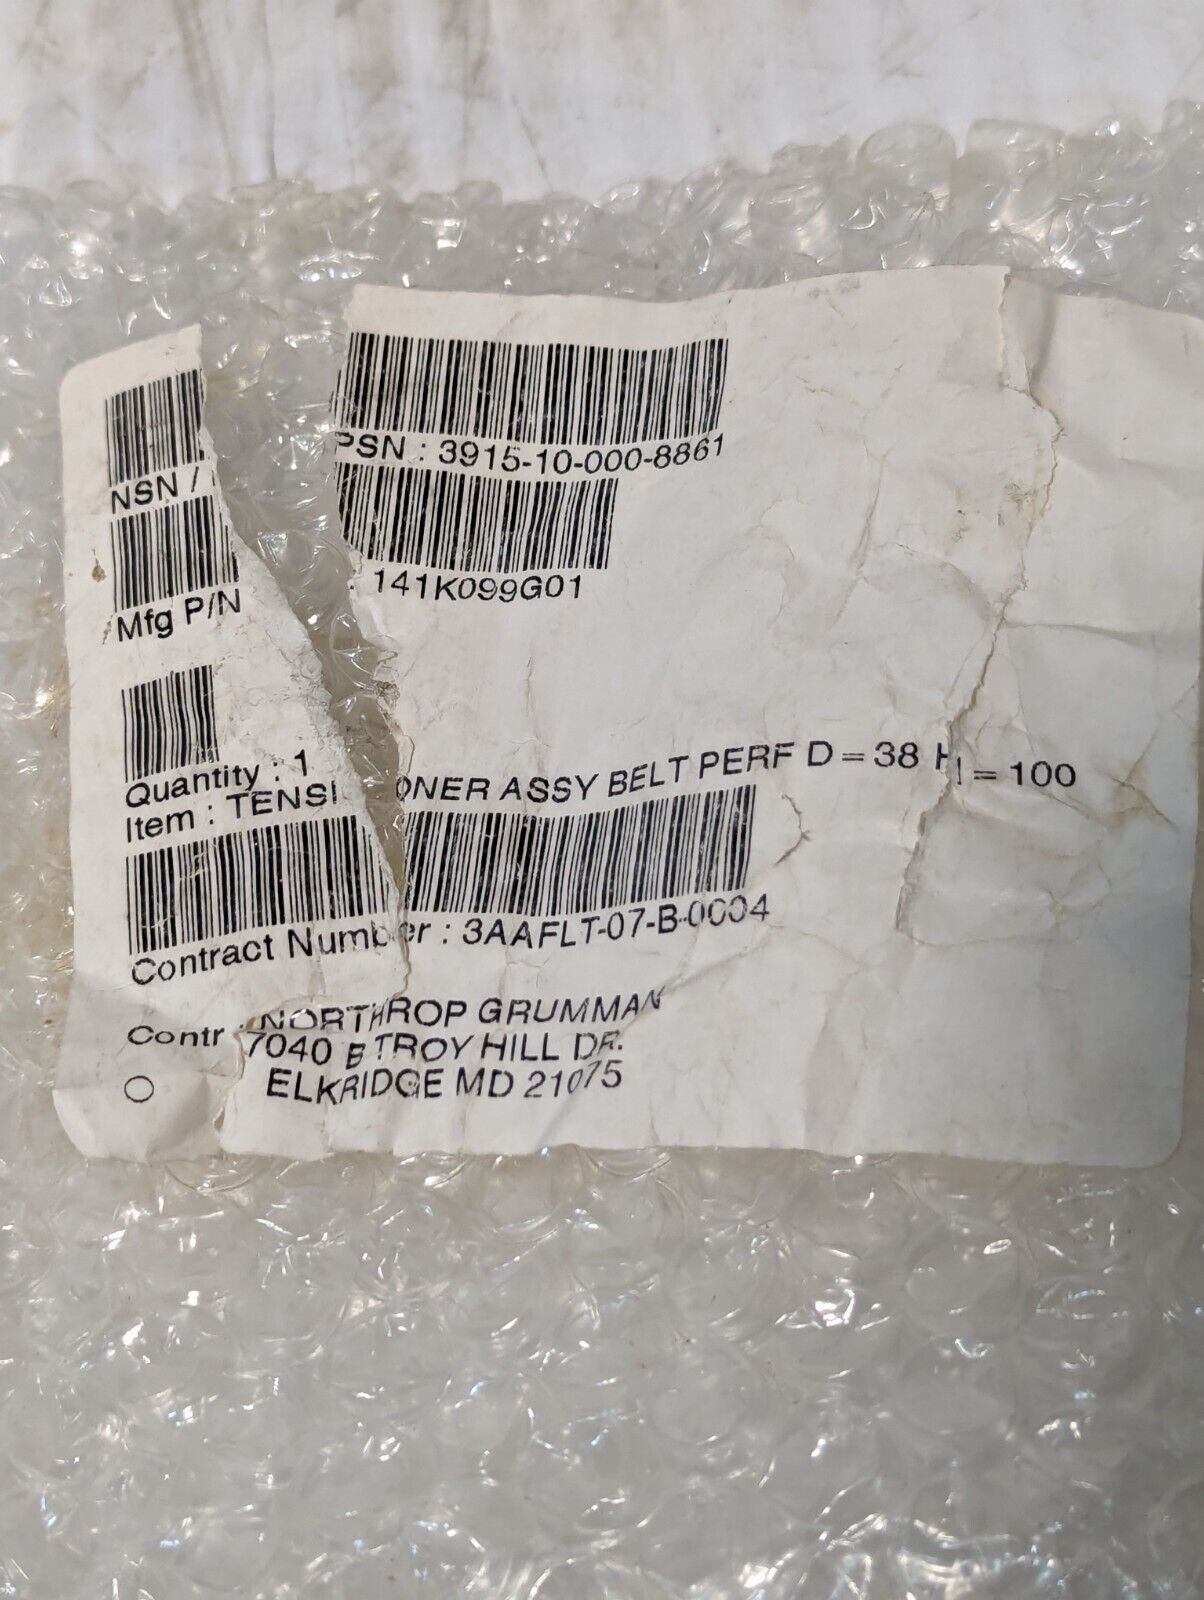 NSN / PSN : 3915-10-000-8861
Mfg P/N : 141K099G01
Quantity : 1
Item : TENSIONER ASSY BELT PERF D = 38 H = 100
Contract Number : 3AAFLT-07-B-0004
Contr NORTHROP GRUMMAN
7040 TROY HILL DR.
ELKRIDGE MD 21075